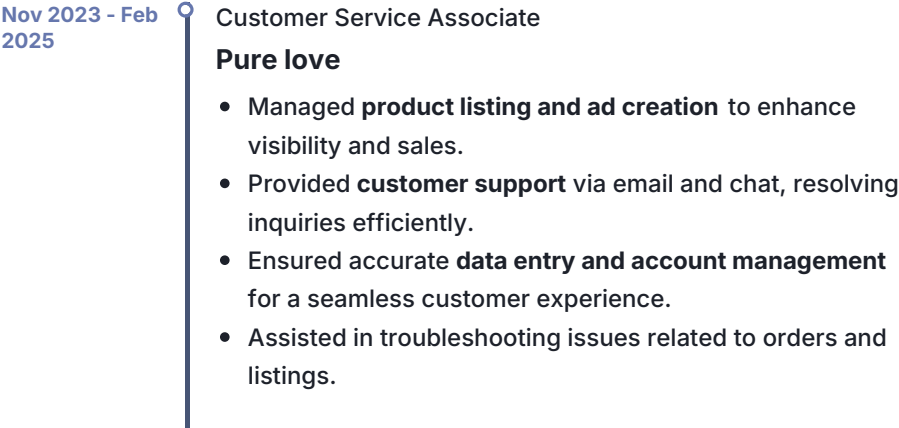 Nov 2023 - Feb
2025
Customer Service Associate
Pure love
• Managed product listing and ad creation to enhance
visibility and sales.
• Provided customer support via email and chat, resolving
inquiries efficiently.
• Ensured accurate data entry and account management
for a seamless customer experience.
• Assisted in troubleshooting issues related to orders and
listings.